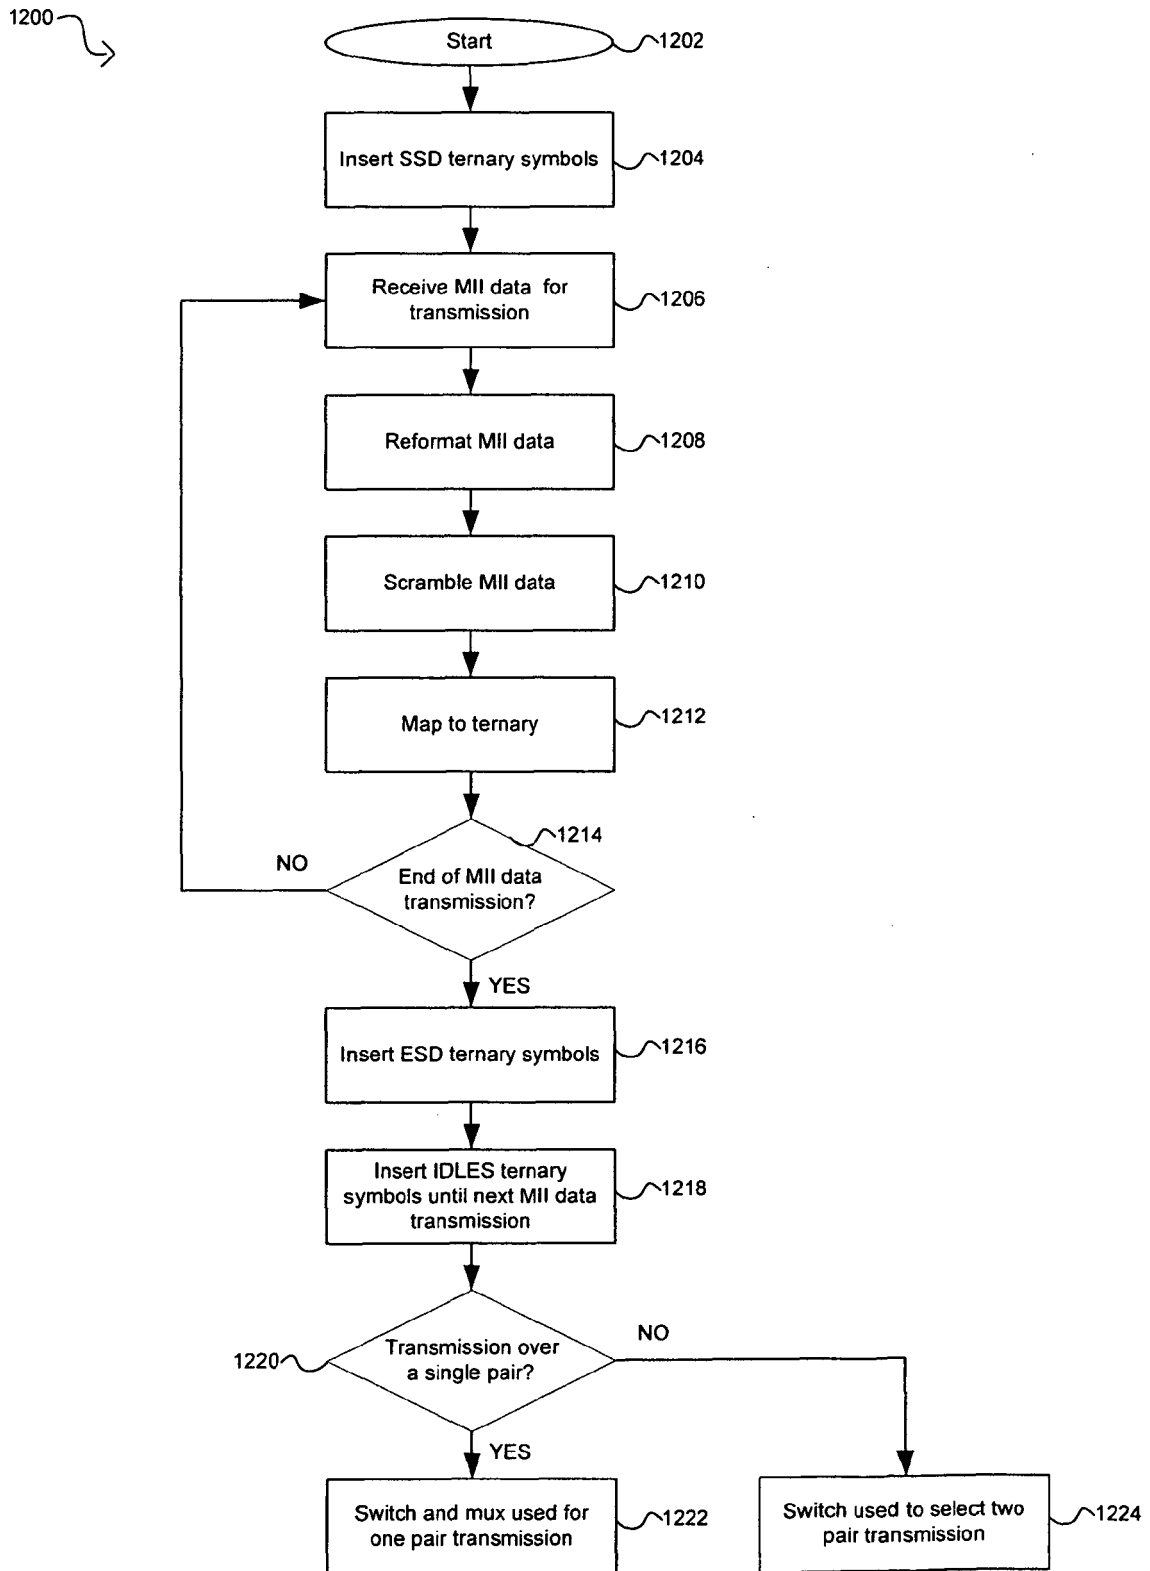 1200
Start
1202
Insert SSD ternary symbols
1204
Receive MII data for
transmission
1206
Reformat MII data
1208
Scramble MII data
1210
Map to ternary
1212
1214
NO
End of MII data
transmission?
YES
Insert ESD ternary symbols
1216
Insert IDLES ternary
symbols until next MII data
transmission
1218
NO
Transmission over
a single pair?
1220
YES
Switch and mux used for
one pair transmission
1222
Switch used to select two
pair transmission
1224